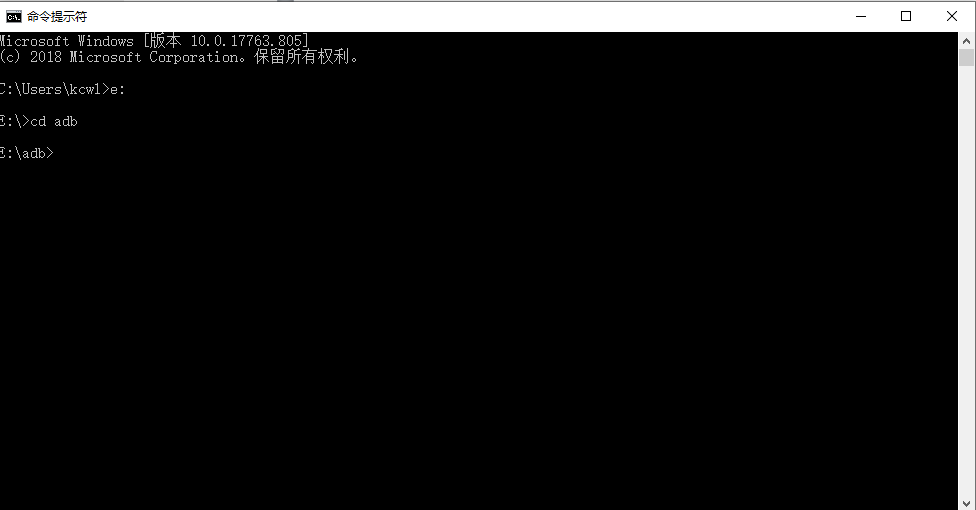 命令提示符
Microsoft Windows [版本 10.0.17763.805]
(c) 2018 Microsoft Corporation。保留所有权利。
C:\Users\kcwl>e:
E:\>cd adb
E:\adb>